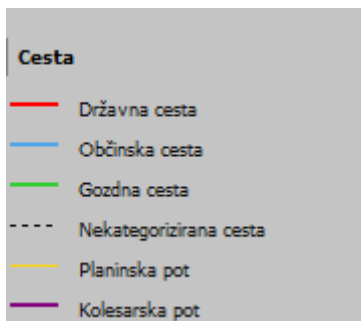 Cesta
Državna cesta
Občinska cesta
Gozdna cesta
Nekategorizirana cesta
Planinska pot
Kolesarska pot